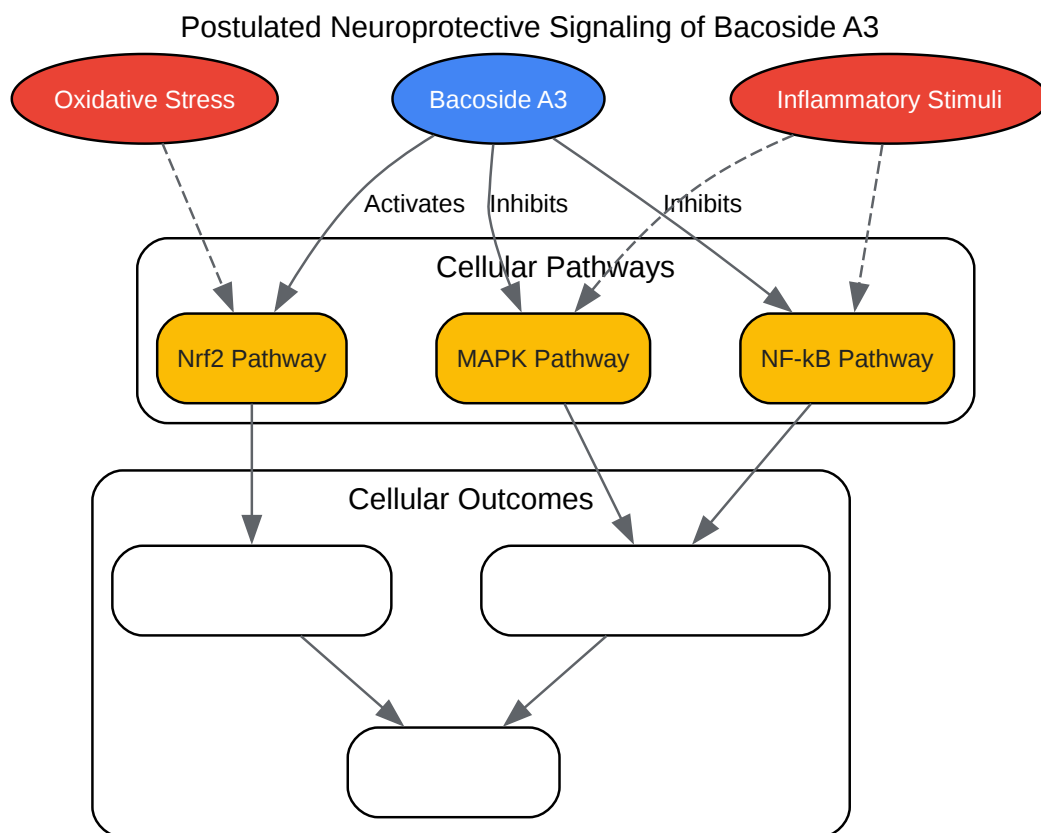 Postulated Neuroprotective Signaling of Bacoside A3
Oxidative Stress
Bacoside A3
Inflammatory Stimuli
Activates
Inhibits
Inhibits
Cellular Pathways
Nrf2 Pathway
MAPK Pathway
NF-kB Pathway
Cellular Outcomes